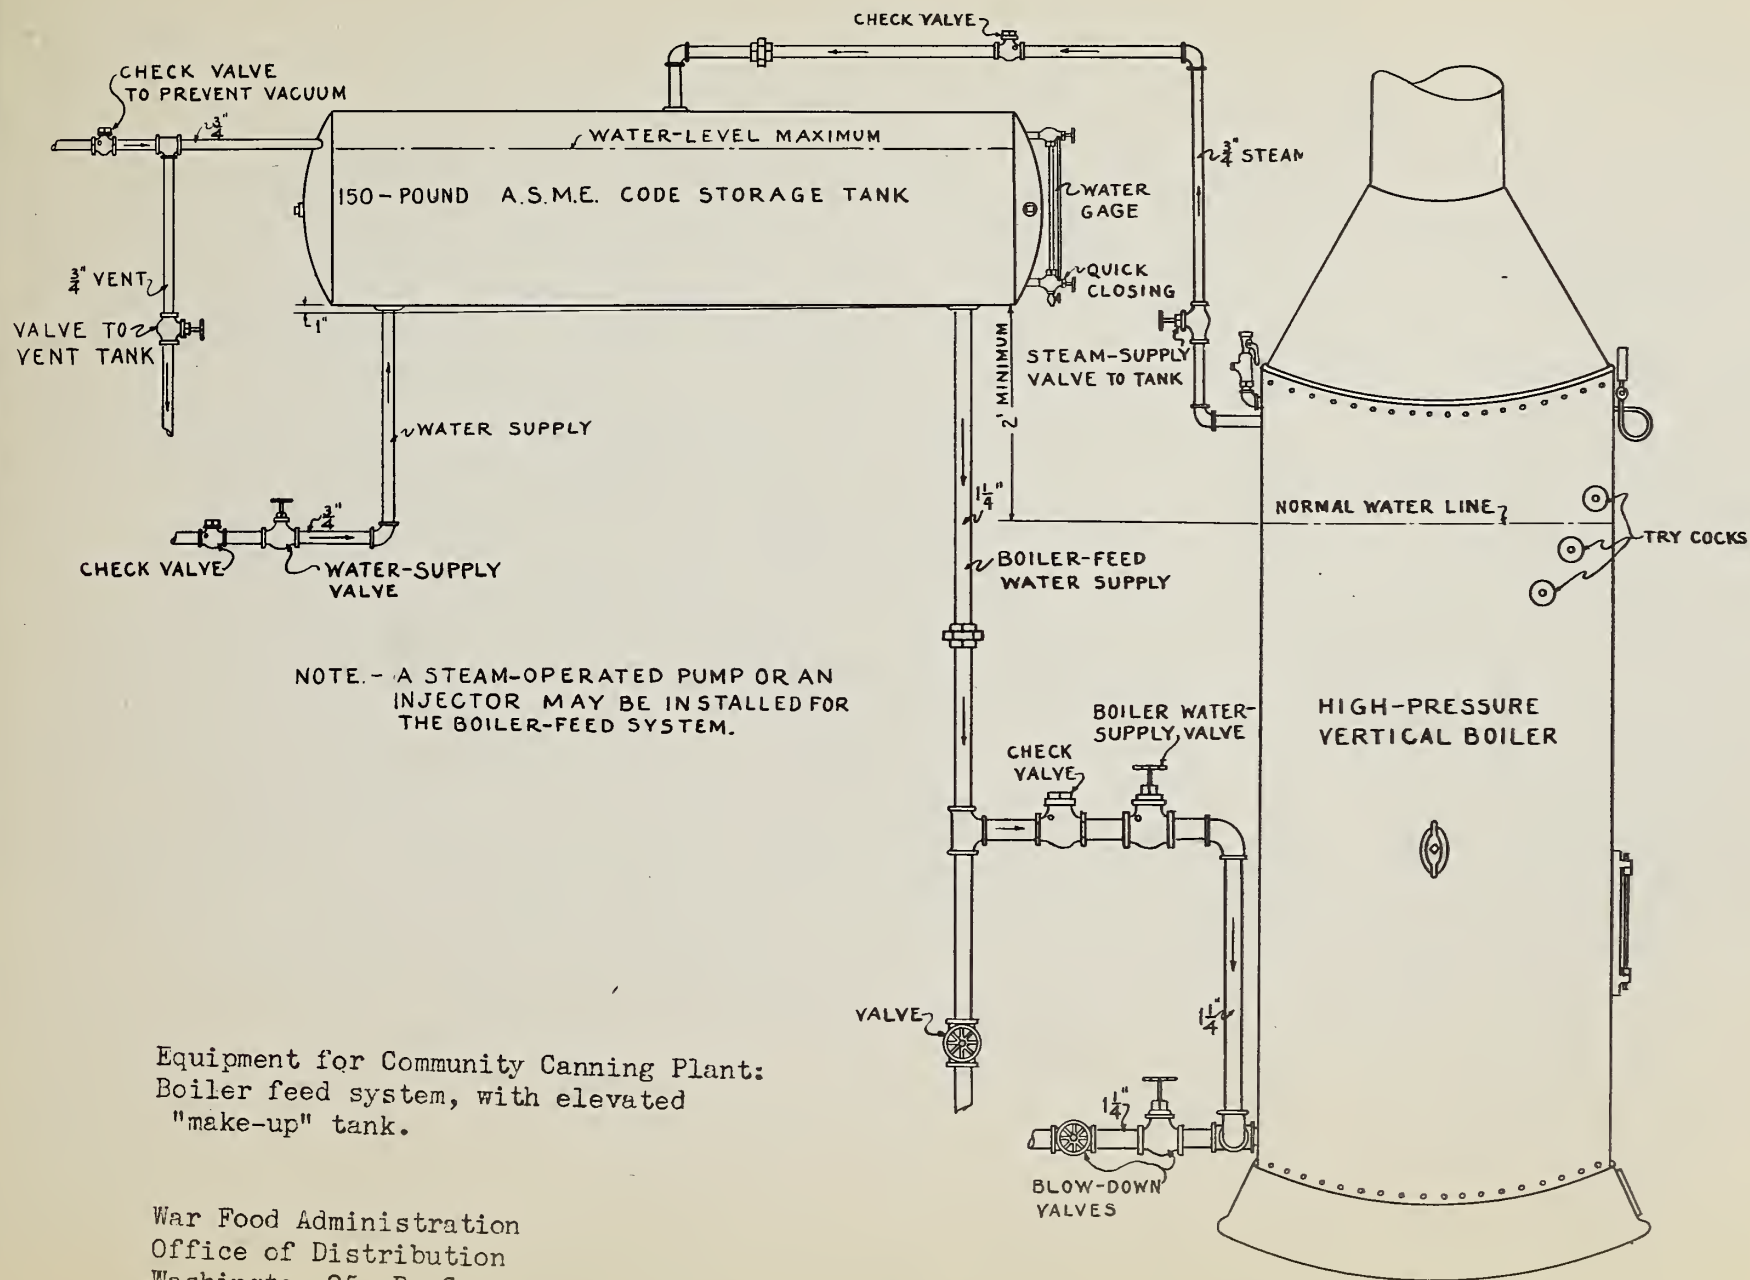 CHECK VALVE
CHECK VALVE
TO PREVENT VACUUM
3/4"
WATER-LEVEL MAXIMUM
3/4" STEAM
150-POUND A.S.M.E. CODE STORAGE TANK
WATER
GAGE
3/4" VENT
QUICK
CLOSING
1"
VALVE TO
VENT TANK
2' MINIMUM
STEAM-SUPPLY
VALVE TO TANK
WATER SUPPLY
1 1/4"
NORMAL WATER LINE
3/4"
TRY COCKS
CHECK VALVE
WATER-SUPPLY
VALVE
BOILER-FEED
WATER SUPPLY
NOTE.- A STEAM-OPERATED PUMP OR AN
INJECTOR MAY BE INSTALLED FOR
THE BOILER-FEED SYSTEM.
BOILER WATER-
SUPPLY VALVE
HIGH-PRESSURE
VERTICAL BOILER
CHECK
VALVE
VALVE
1 1/4"
Equipment for Community Canning Plant:
Boiler feed system, with elevated
"make-up" tank.
1 1/4"
BLOW-DOWN
VALVES
War Food Administration
Office of Distribution